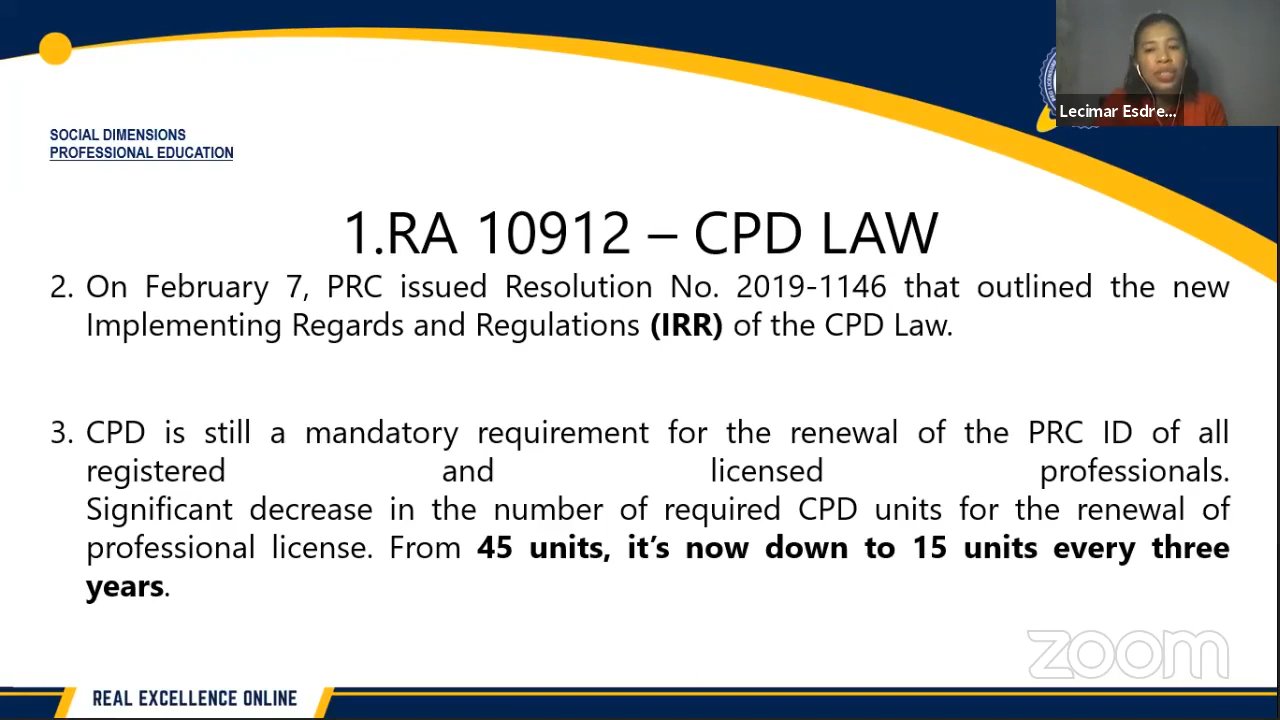 Lecimar Esdre...
SOCIAL DIMENSIONS
PROFESSIONAL EDUCATION
1.RA 10912 – CPD LAW
2. On February 7, PRC issued Resolution No. 2019-1146 that outlined the new
Implementing Regards and Regulations (IRR) of the CPD Law.
3. CPD is still a mandatory requirement for the renewal of the PRC ID of all
registered and licensed professionals.
Significant decrease in the number of required CPD units for the renewal of
professional license. From 45 units, it's now down to 15 units every three
years.
zoom
REAL EXCELLENCE ONLINE